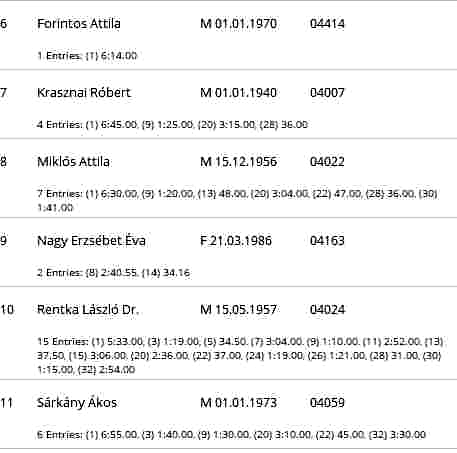 6 Forintos Attila M 01.01.1970 04414
1 Entries: (1) 6:14.00
7 Krasznai Róbert M 01.01.1940 04007
4 Entries: (1) 6:45.00, (9) 1:25.00, (20) 3:15.00, (28) 36.00
8 Miklós Attila M 15.12.1956 04022
7 Entries: (1) 6:30.00, (9) 1:20.00, (13) 48.00, (20) 3:04.00, (22) 47.00, (28) 36.00, (30)
1:41.00
9 Nagy Erzsébet Éva F 21.03.1986 04163
2 Entries: (8) 2:40.55, (14) 34.16
10 Rentka László Dr. M 15.05.1957 04024
15 Entries: (1) 5:33.00, (3) 1:19.00, (5) 34.50, (7) 3:04.00, (9) 1:10.00, (11) 2:52.00, (13)
37.50, (15) 3:06.00, (20) 2:36.00, (22) 37.00, (24) 1:19.00, (26) 1:21.00, (28) 31.00, (30)
1:15.00, (32) 2:54.00
11 Sárkány Ákos M 01.01.1973 04059
6 Entries: (1) 6:55.00, (3) 1:40.00, (9) 1:30.00, (20) 3:10.00, (22) 45.00, (32) 3:30.00